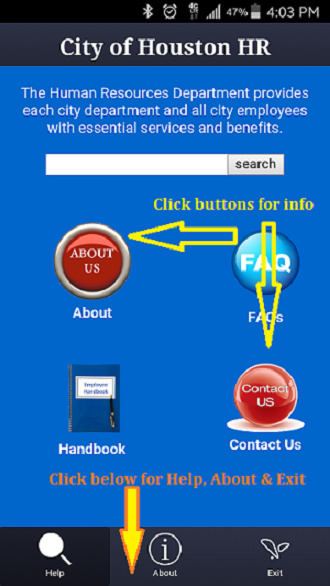 4G LTE 47% 4:03 PM
City of Houston HR
The Human Resources Department provides
each city department and all city employees
with essential services and benefits.
search
Click buttons for info
ABOUT
US
FAQ
About
FAQs
Employee
Handbook
Contact
US
Handbook
Contact Us
Click below for Help, About & Exit
Help
About
Exit